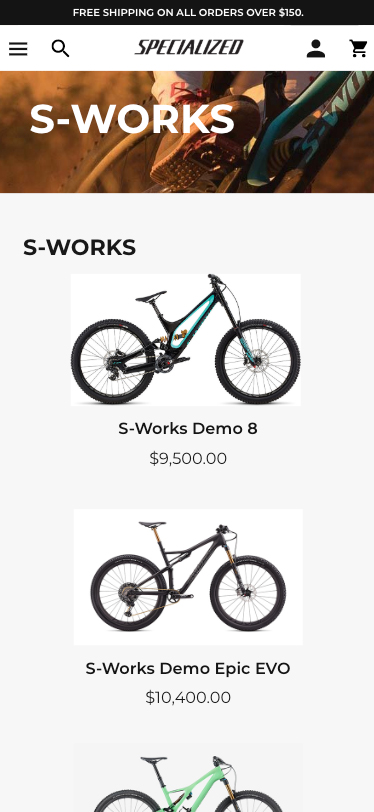 FREE SHIPPING ON ALL ORDERS OVER $150.
SPECIALIZED
S-WORKS
S-WORKS
S-Works Demo 8
$9,500.00
S-Works Demo Epic EVO
$10,400.00